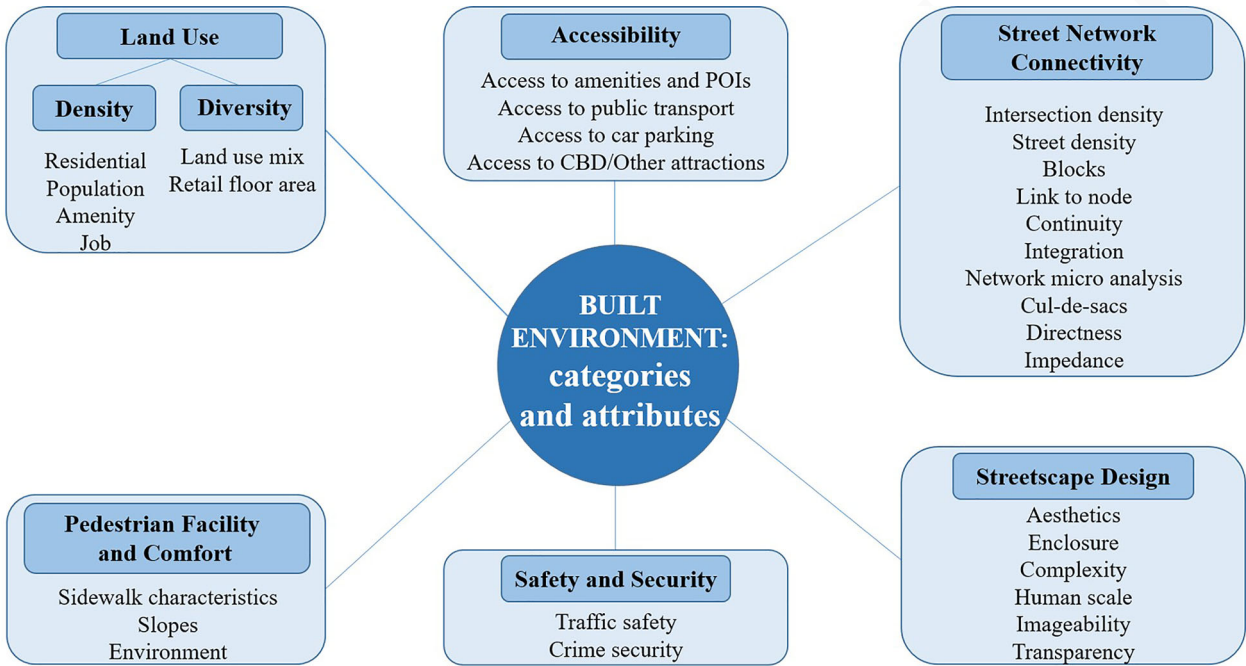 Land Use
Density
Residential
Population
Amenity
Job
Diversity
Land use mix
Retail floor area
Accessibility
Access to amenities and POIs
Access to public transport
Access to car parking
Access to CBD/Other attractions
Street Network
Connectivity
Intersection density
Street density
Blocks
Link to node
Continuity
Integration
Network micro analysis
Cul-de-sacs
Directness
Impedance
BUILT
ENVIRONMENT:
categories
and attributes
Pedestrian Facility
and Comfort
Sidewalk characteristics
Slopes
Environment
Safety and Security
Traffic safety
Crime security
Streetscape Design
Aesthetics
Enclosure
Complexity
Human scale
Imageability
Transparency